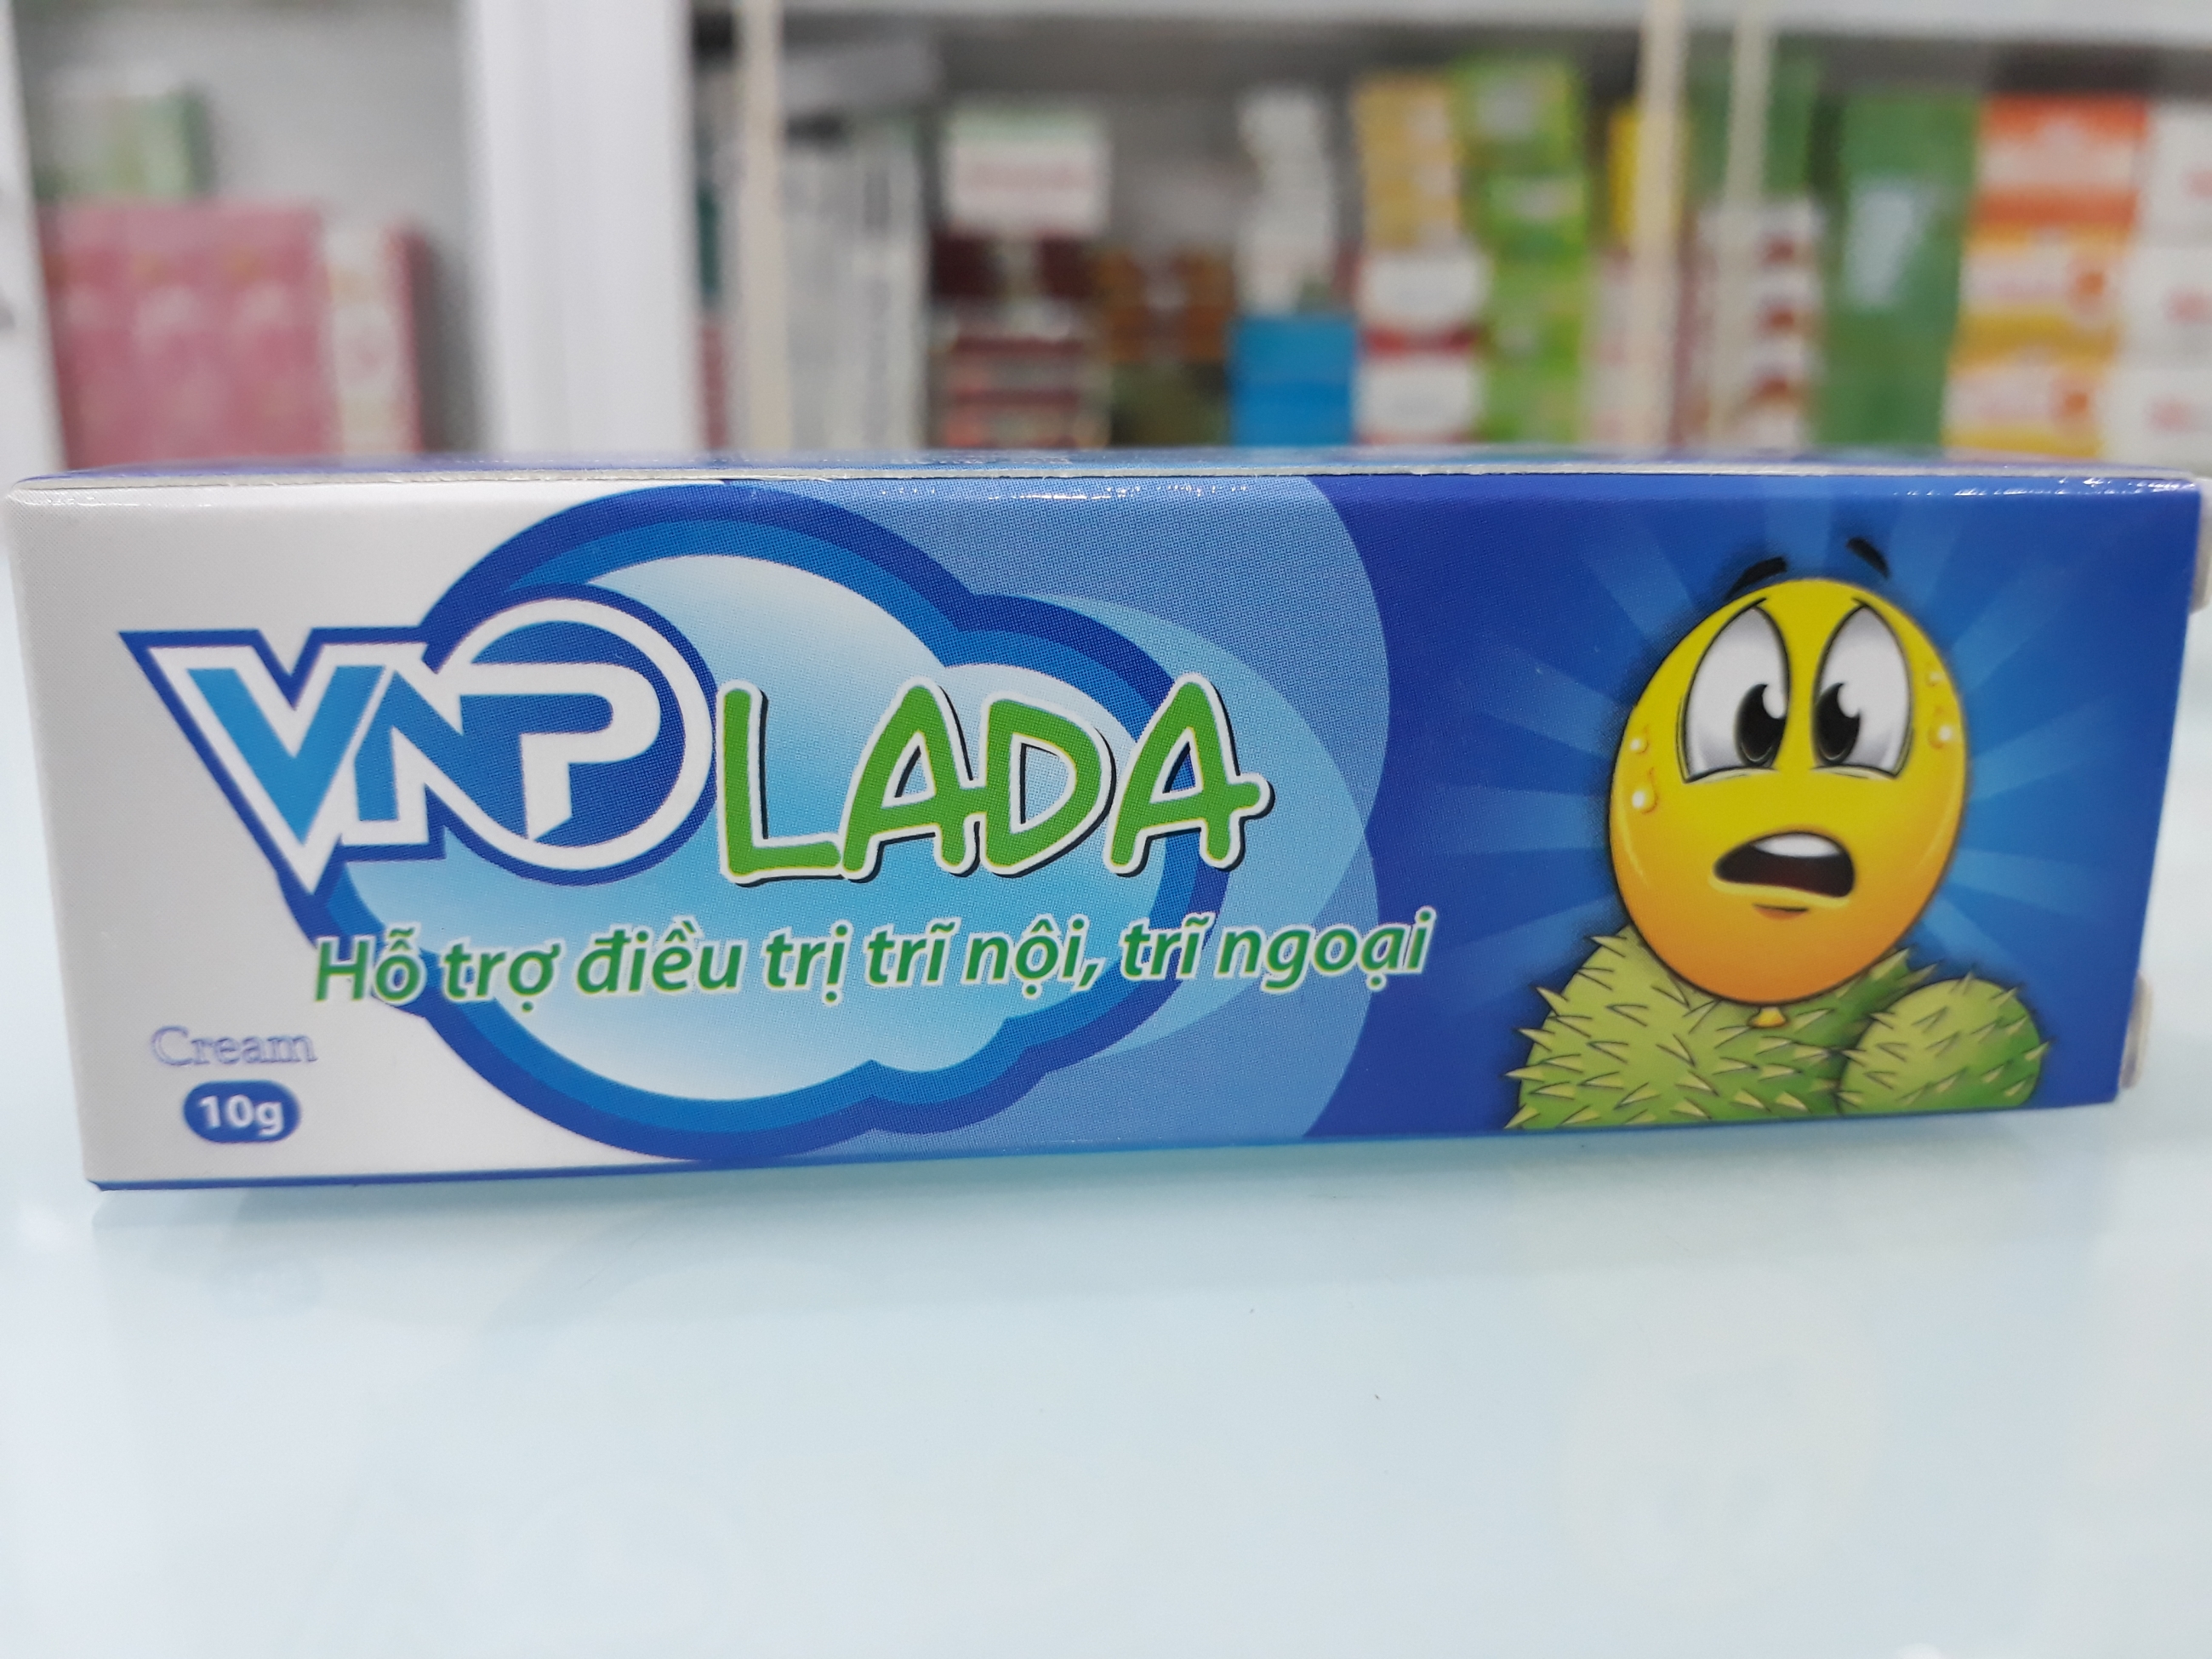 VNP LADA
Hỗ trợ điều trị trĩ nội, trĩ ngoại
Cream
10g